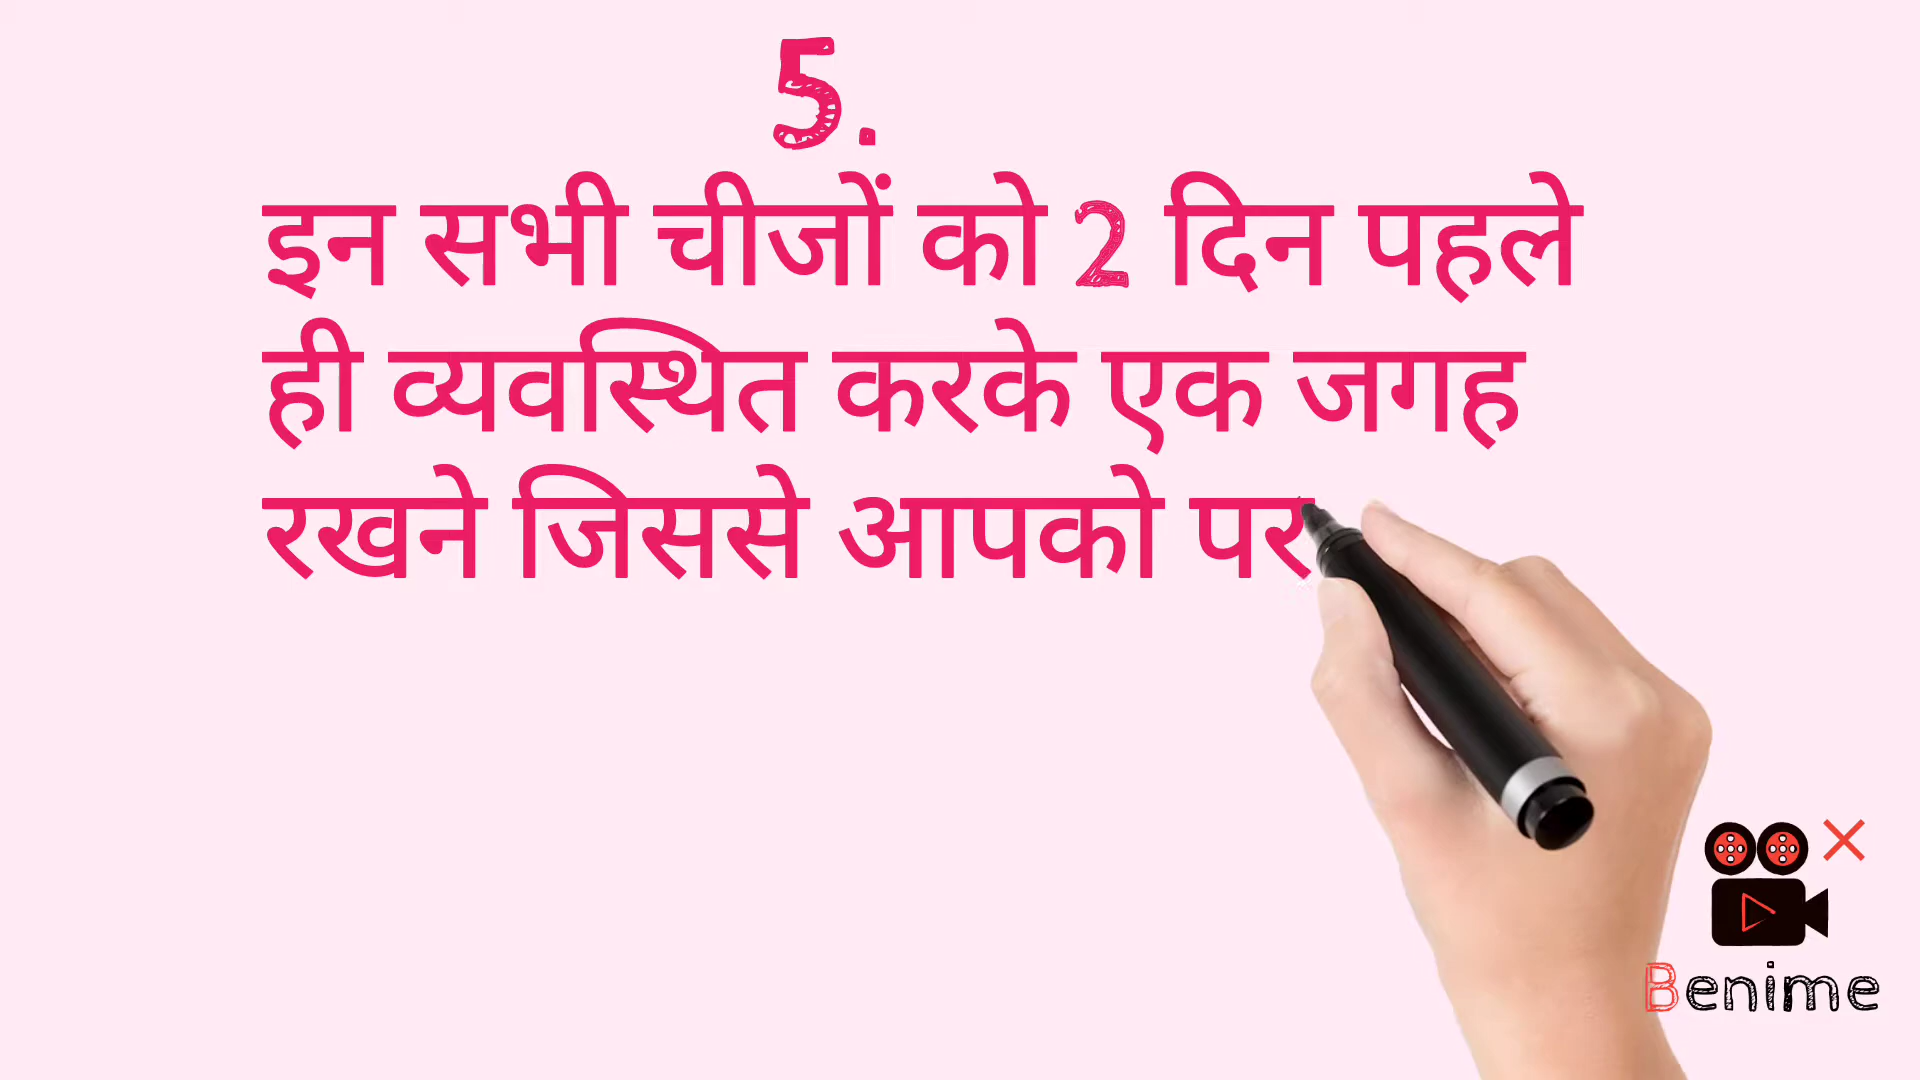 5.
इन सभी चीजों को 2 दिन पहले
ही व्यवस्थित करके एक जगह
रखने जिससे आपको पर
Benime